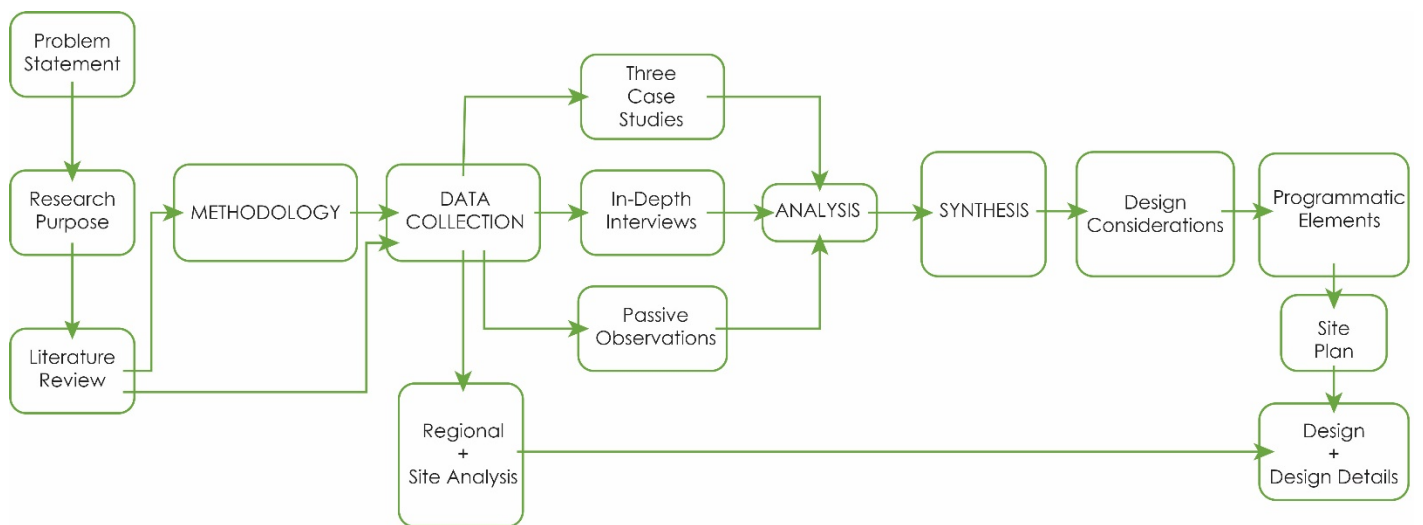 Problem
Statement
Research
Purpose
Literature
Review
METHODOLOGY
DATA
COLLECTION
Three
Case
Studies
In-Depth
Interviews
Passive
Observations
Regional
+
Site Analysis
ANALYSIS
SYNTHESIS
Design
Considerations
Programmatic
Elements
Site
Plan
Design
+
Design Details